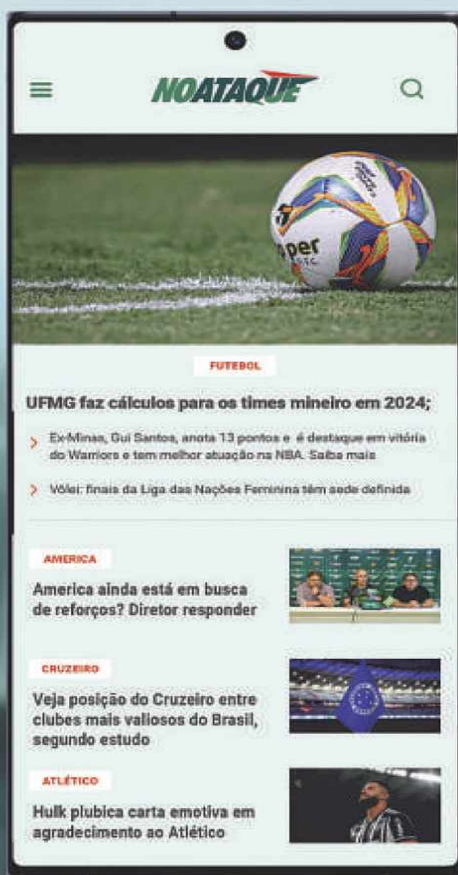 NOATAQUE
per
T.C.
FUTEBOL
UFMG faz cálculos para os times mineiro em 2024;
Ex-Minas, Gui Santos, anota 13 pontos e é destaque em vitória
do Warriors e tem melhor atuação na NBA. Saiba mais
Vôlei: finais da Liga das Nações Feminina têm sede definida
AMERICA
America ainda está em busca
de reforços? Diretor responder
CRUZEIRO
Veja posição do Cruzeiro entre
clubes mais valiosos do Brasil,
segundo estudo
ATLÉTICO
Hulk plubica carta emotiva em
agradecimento ao Atlético